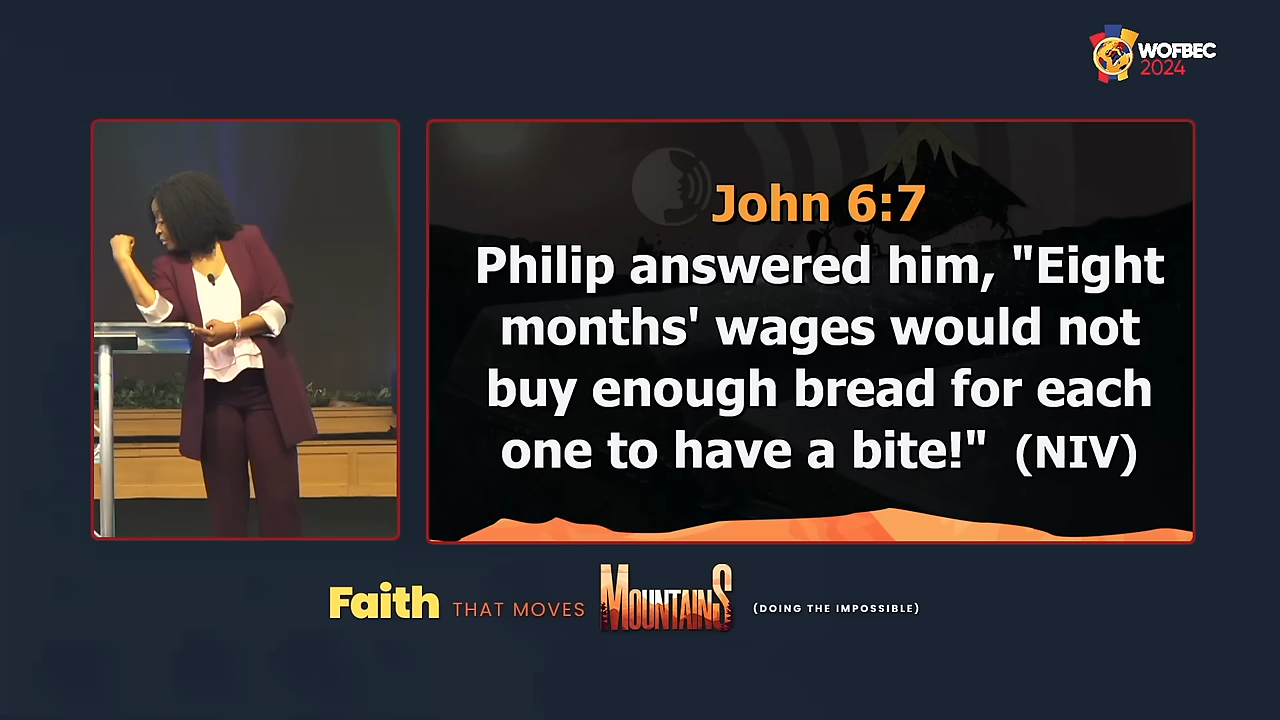 WOFBEC
2024
John 6:7
Philip answered him, "Eight
months' wages would not
buy enough bread for each
one to have a bite!" (NIV)
Faith THAT MOVES MOUNTAINS (DOING THE IMPOSSIBLE)